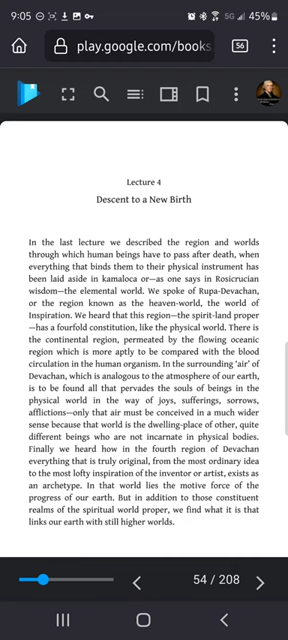 9:05
5G 45%
play.google.com/books
56
Lecture 4
Descent to a New Birth
In the last lecture we described the region and worlds
through which human beings have to pass after death, when
everything that binds them to their physical instrument has
been laid aside in kamaloca or—as one says in Rosicrucian
wisdom—the elemental world. We spoke of Rupa-Devachan,
or the region known as the heaven-world, the world of
Inspiration. We heard that this region—the spirit-land proper
—has a fourfold constitution, like the physical world. There is
the continental region, permeated by the flowing oceanic
region which is more aptly to be compared with the blood
circulation in the human organism. In the surrounding ‘air’ of
Devachan, which is analogous to the atmosphere of our earth,
is to be found all that pervades the souls of beings in the
physical world in the way of joys, sufferings, sorrows,
afflictions—only that air must be conceived in a much wider
sense because that world is the dwelling-place of other, quite
different beings who are not incarnate in physical bodies.
Finally we heard how in the fourth region of Devachan
everything that is truly original, from the most ordinary idea
to the most lofty inspiration of the inventor or artist, exists as
an archetype. In that world lies the motive force of the
progress of our earth. But in addition to those constituent
realms of the spiritual world proper, we find what it is that
links our earth with still higher worlds.
54 / 208